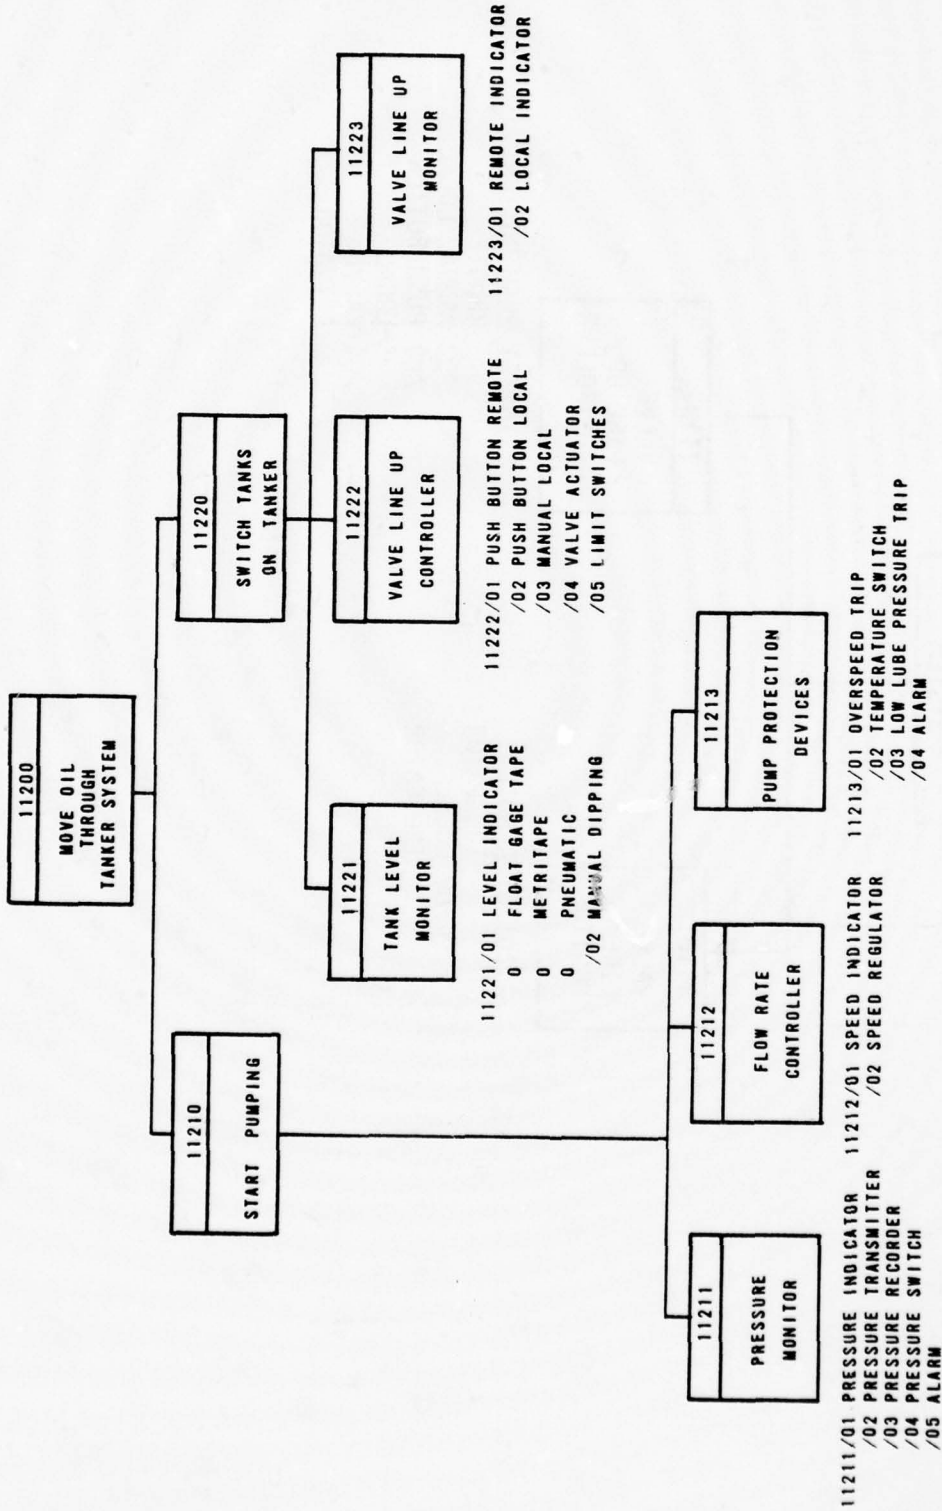 11200
MOVE OIL
THROUGH
TANKER SYSTEM
11210
START PUMPING
11220
SWITCH TANKS
ON TANKER
11221
TANK LEVEL
MONITOR
11221/01 LEVEL INDICATOR
O FLOAT GAGE TAPE
O METRITAPE
O PNEUMATIC
/02 MANUAL DIPPING
11222
VALVE LINE UP
CONTROLLER
11222/01 PUSH BUTTON REMOTE
/02 PUSH BUTTON LOCAL
/03 MANUAL LOCAL
/04 VALVE ACTUATOR
/05 LIMIT SWITCHES
11223
VALVE LINE UP
MONITOR
11223/01 REMOTE INDICATOR
/02 LOCAL INDICATOR
11211
PRESSURE
MONITOR
11211/01 PRESSURE INDICATOR
/02 PRESSURE TRANSMITTER
/03 PRESSURE RECORDER
/04 PRESSURE SWITCH
/05 ALARM
11212
FLOW RATE
CONTROLLER
11212/01 SPEED INDICATOR
/02 SPEED REGULATOR
11213
PUMP PROTECTION
DEVICES
11213/01 OVERSPEED TRIP
/02 TEMPERATURE SWITCH
/03 LOW LUBE PRESSURE TRIP
/04 ALARM